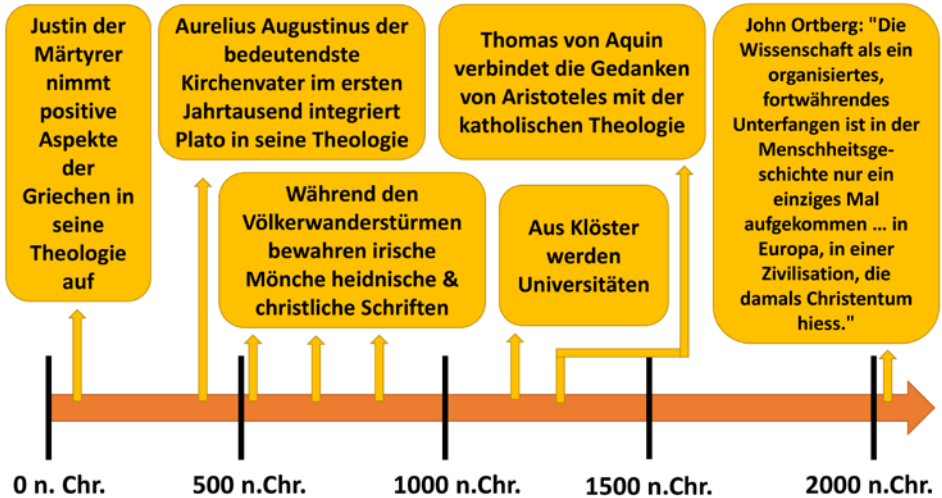 Justin der
Märtyrer
nimmt
positive
Aspekte
der
Griechen in
seine
Theologie
auf
Aurelius Augustinus der
bedeutendste
Kirchenvater im ersten
Jahrtausend integriert
Plato in seine Theologie
Während den
Völkerwanderstürmen
bewahren irische
Mönche heidnische &
christliche Schriften
Thomas von Aquin
verbindet die Gedanken
von Aristoteles mit der
katholischen Theologie
Aus Klöster
werden
Universitäten
John Ortberg: "Die
Wissenschaft als ein
organisiertes,
fortwährendes
Unterfangen ist in der
Menschheitsge-
schichte nur ein
einziges Mal
aufgekommen ... in
Europa, in einer
Zivilisation, die
damals Christentum
hiess."
0 n. Chr.
500 n.Chr.
1000 n.Chr.
1500 n.Chr.
2000 n.Chr.